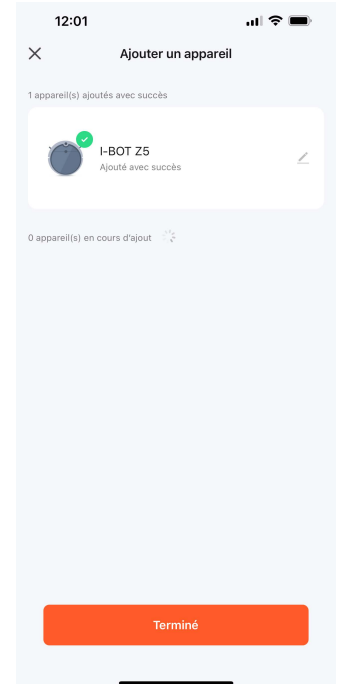 12:01
Ajouter un appareil
1 appareil(s) ajoutés avec succès
I-BOT Z5
Ajouté avec succès
0 appareil(s) en cours d'ajout
Terminé